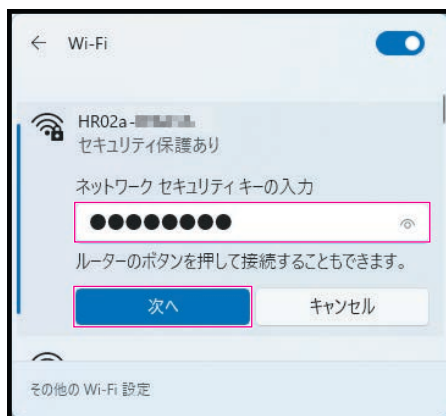 Wi-Fi
HR02a-
セキュリティ保護あり
ネットワーク セキュリティ キーの入力
●●●●●●●●
ルーターのボタンを押して接続することもできます。
次へ
キャンセル
その他の Wi-Fi 設定